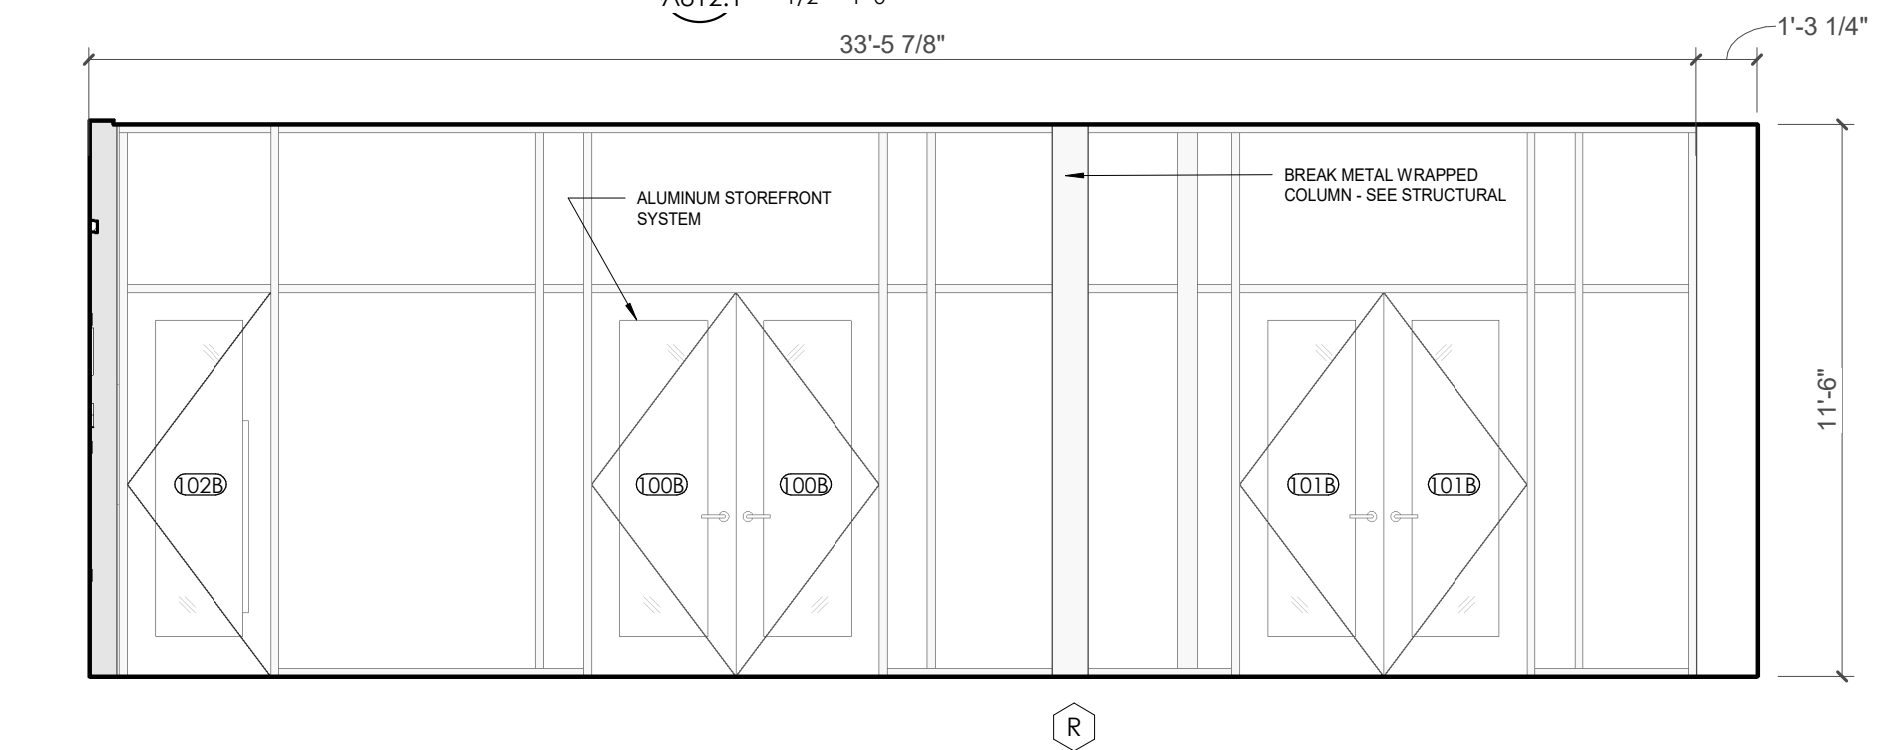 33'-5 7/8"
1'-3 1/4"
ALUMINUM STOREFRONT
SYSTEM
BREAK METAL WRAPPED
COLUMN - SEE STRUCTURAL
11'-6"
102B
100B
100B
101B
101B
R